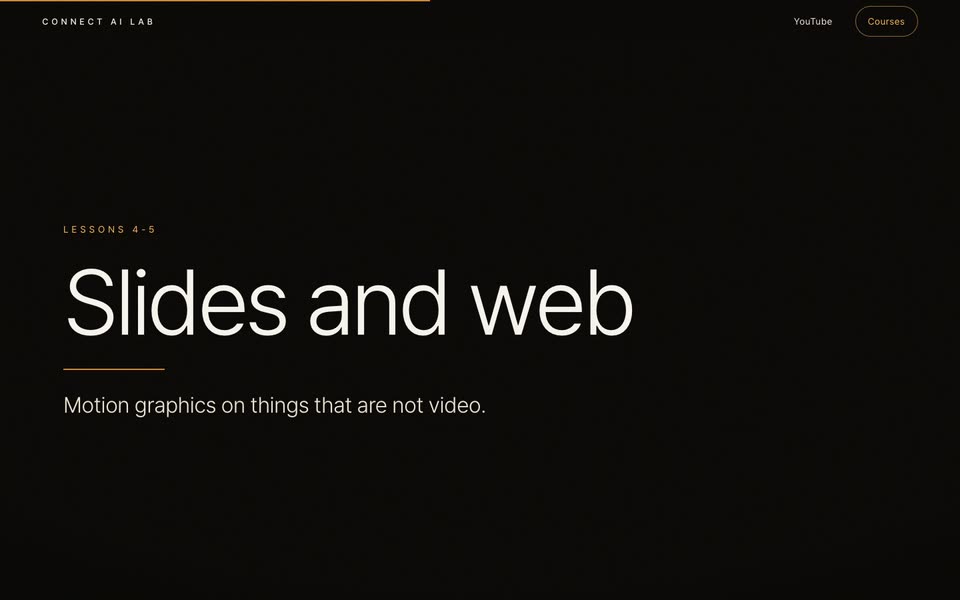 CONNECT AI LAB
YouTube
Courses
LESSONS 4-5
Slides and web
Motion graphics on things that are not video.